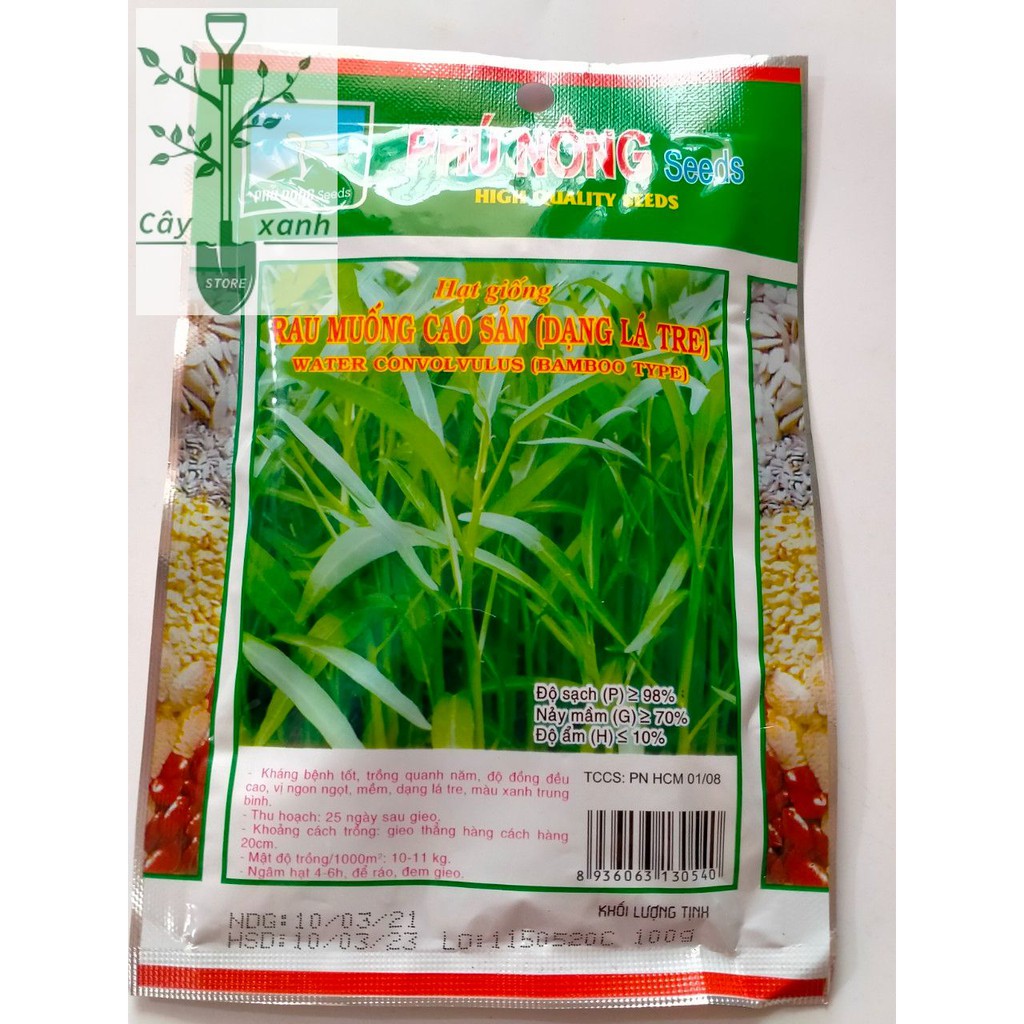 PHÚ NÔNG Seeds
HIGH QUALITY SEEDS
PHÚ NÔNG Seeds
Cây xanh
STORE
Hạt giống
RAU MUỐNG CAO SẢN (DẠNG LÁ TRE)
WATER CONVOLVULUS (BAMBOO TYPE)
Độ sạch (P) ≥ 98%
Nảy mầm (G) ≥ 70%
Độ ẩm (H) ≤ 10%
- Kháng bệnh tốt, trồng quanh năm, độ đồng đều
cao, vị ngon ngọt, mềm, dạng lá tre, màu xanh trung
bình.
- Thu hoạch: 25 ngày sau gieo.
- Khoảng cách trồng: gieo thẳng hàng cách hàng
20cm.
- Mật độ trồng/1000m²: 10-11 kg.
- Ngâm hạt 4-6h, để ráo, đem gieo.
TCCS: PN HCM 01/08
8 936063 130540
KHỐI LƯỢNG TỊNH
NDG:10/03/21
HSD:10/03/23 LO:1150520C 100g